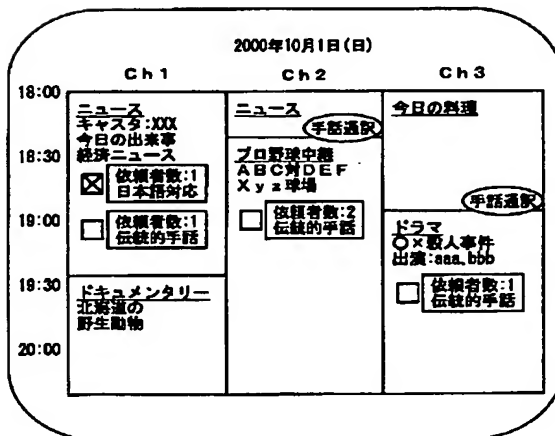 2000年10月1日(日)
Ch1
Ch2
Ch3
18:00
18:30
19:00
19:30
20:00
ニュース
キャスタ:XXX
今日の出来事
経済ニュース
依頼者数:1
日本語対応
依頼者数:1
伝統的手話
ドキュメンタリー
北海道の
野生動物
ニュース
手話通訳
プロ野球中継
ABC対DEF
Xyz球場
依頼者数:2
伝統的手話
今日の料理
手話通訳
ドラマ
〇×殺人事件
出演:aaa,bbb
依頼者数:1
伝統的手話